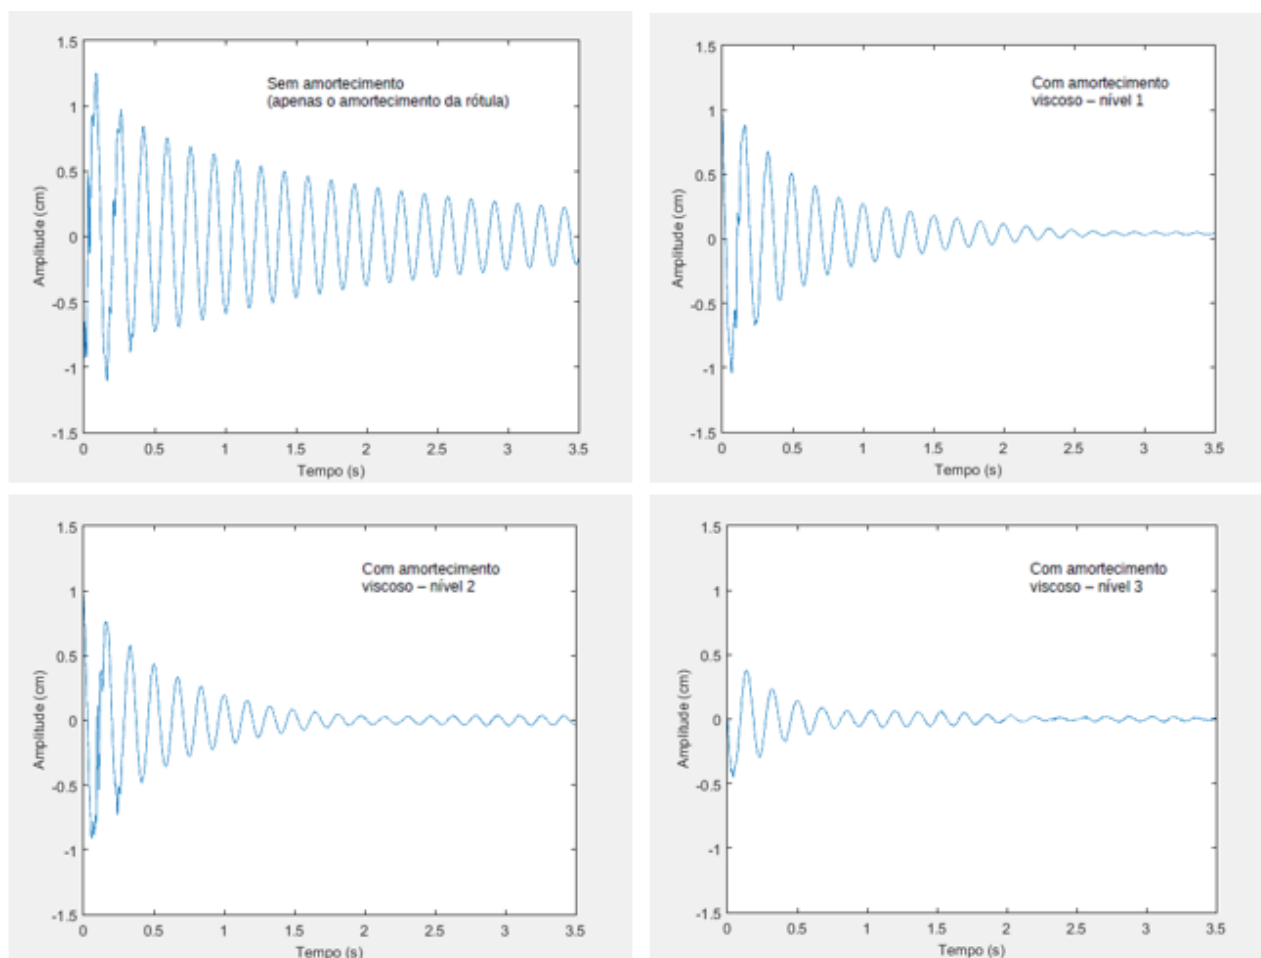 Sem amortecimento
(apenas o amortecimento da rótula)
Amplitude (cm)
1.5
1
0.5
0
-0.5
-1
-1.5
0 0.5 1 1.5 2 2.5 3 3.5
Tempo (s)
Com amortecimento
viscoso – nível 1
Amplitude (cm)
1.5
1
0.5
0
-0.5
-1
-1.5
0 0.5 1 1.5 2 2.5 3 3.5
Tempo (s)
Com amortecimento
viscoso – nível 2
Amplitude (cm)
1.5
1
0.5
0
-0.5
-1
-1.5
0 0.5 1 1.5 2 2.5 3 3.5
Tempo (s)
Com amortecimento
viscoso – nível 3
Amplitude (cm)
1.5
1
0.5
0
-0.5
-1
-1.5
0 0.5 1 1.5 2 2.5 3 3.5
Tempo (s)